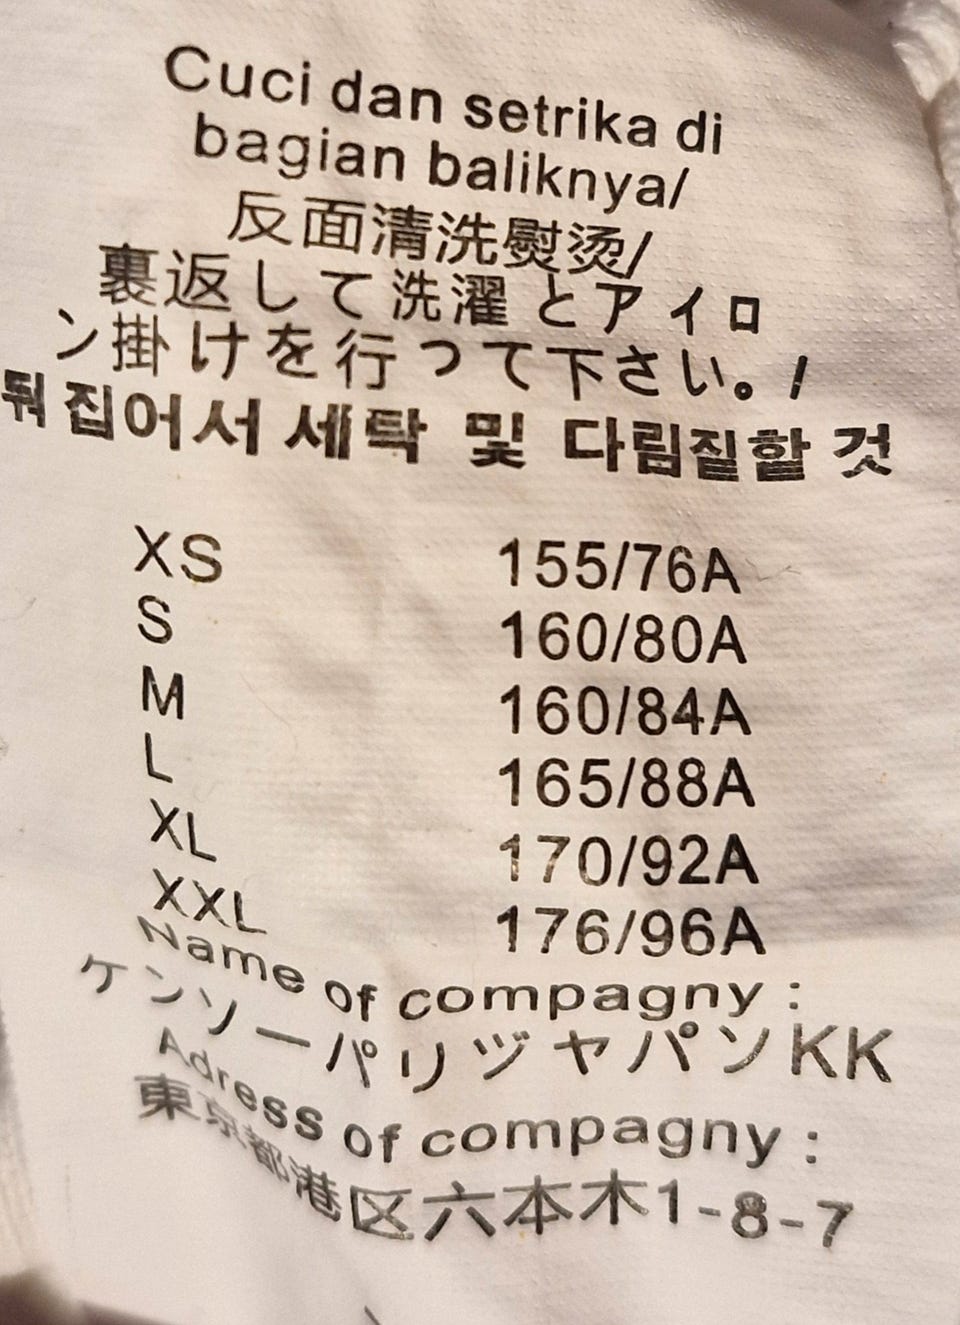 Cuci dan setrika di
bagian baliknya/
反面清洗熨烫/
裏返して洗濯とアイロ
ン掛けを行って下さい。/
뒤집어서 세탁 및 다림질할 것
XS 155/76A
S 160/80A
M 160/84A
L 165/88A
XL 170/92A
XXL 176/96A
Name of compagny :
ケンソーパリヅャパンKK
Adress of compagny :
東京都港区六本木1-8-7